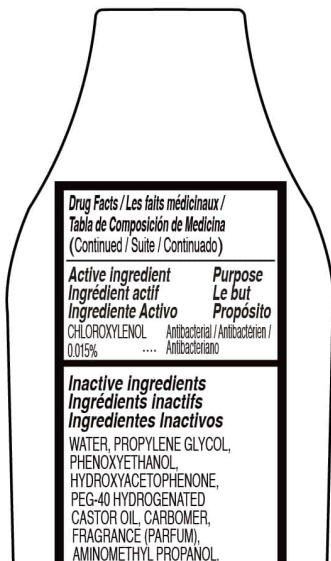 Drug Facts / Les faits médicinaux /
Tabla de Composición de Medicina
(Continued / Suite / Continuado)
Active ingredient Purpose
Ingrédient actif Le but
Ingrediente Activo Propósito
CHLOROXYLENOL Antibacterial / Antibactérien /
0.015% .... Antibacteriano
Inactive ingredients
Ingrédients inactifs
Ingredientes Inactivos
WATER, PROPYLENE GLYCOL,
PHENOXYETHANOL,
HYDROXYACETOPHENONE,
PEG-40 HYDROGENATED
CASTOR OIL, CARBOMER,
FRAGRANCE (PARFUM),
AMINOMETHYL PROPANOL,